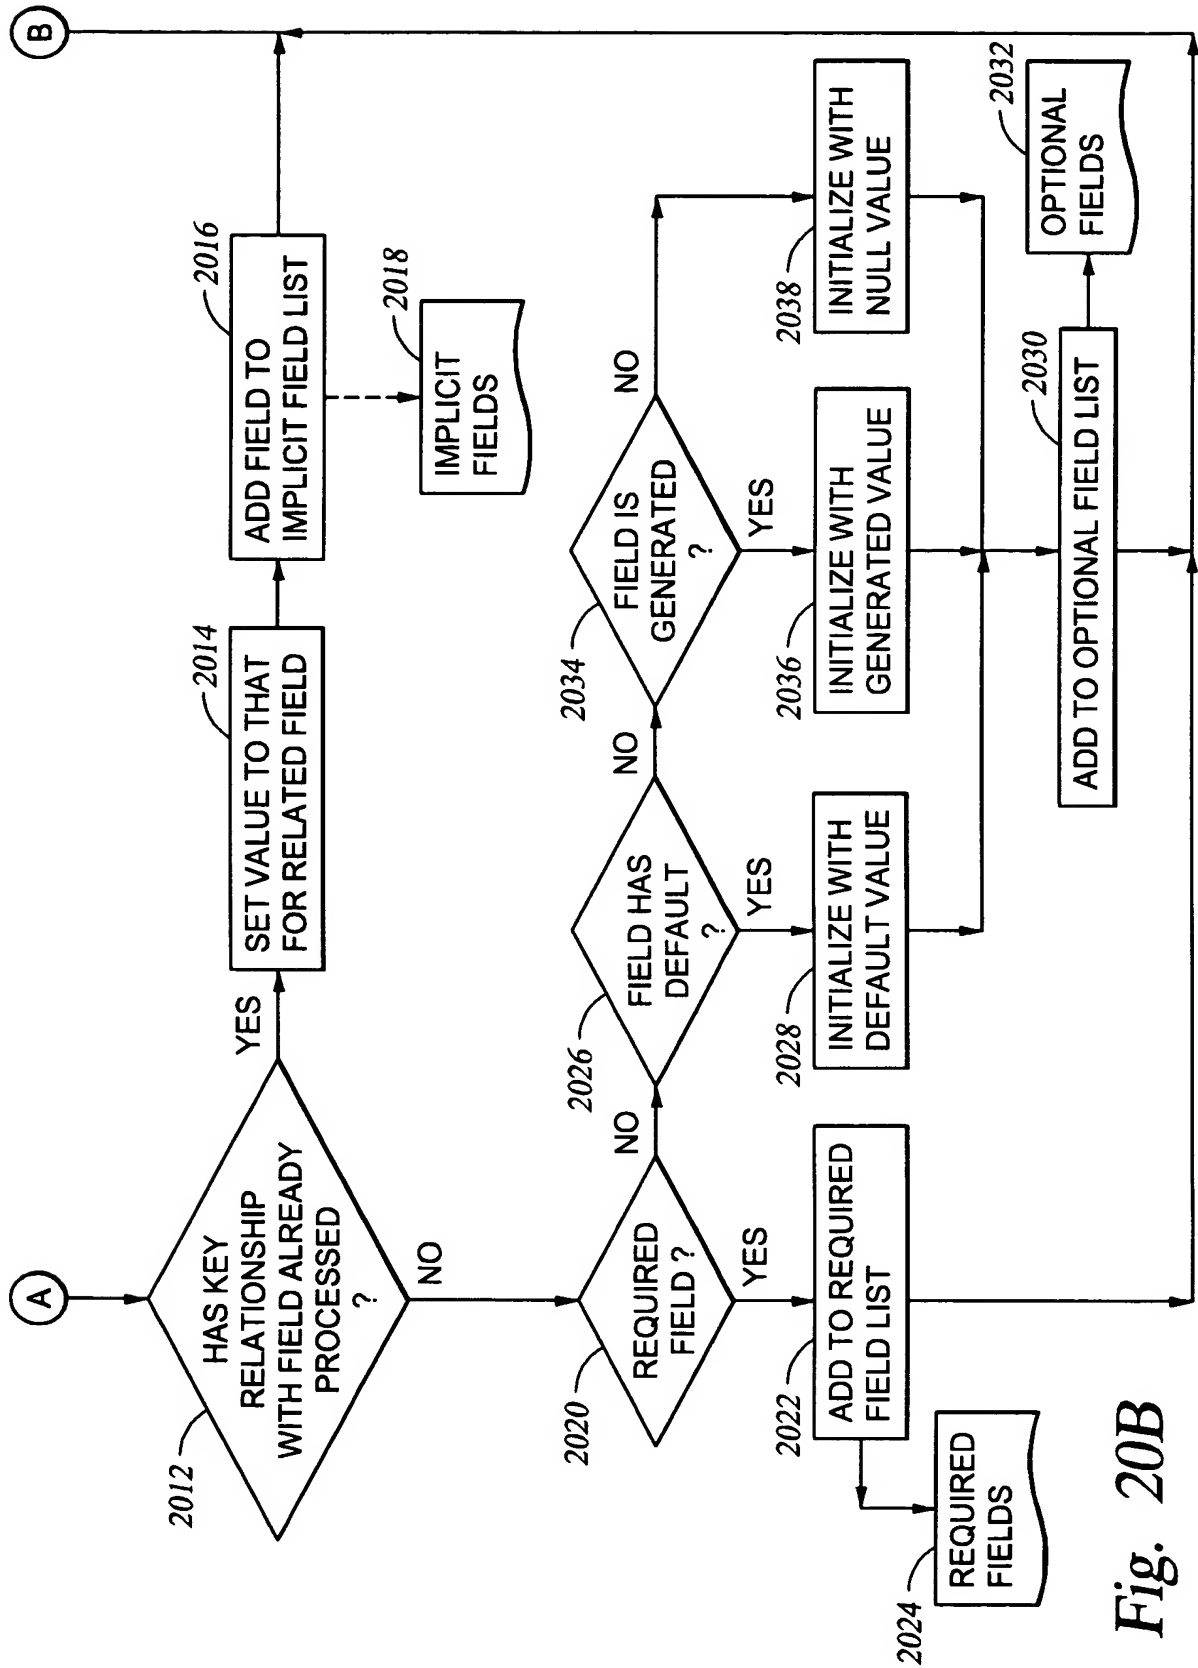 A
B
2012
HAS KEY
RELATIONSHIP
WITH FIELD ALREADY
PROCESSED
?
YES
NO
2014
SET VALUE TO THAT
FOR RELATED FIELD
2016
ADD FIELD TO
IMPLICIT FIELD LIST
2018
IMPLICIT
FIELDS
2020
REQUIRED
FIELD ?
NO
YES
2026
FIELD HAS
DEFAULT
?
NO
YES
2034
FIELD IS
GENERATED
?
NO
YES
2022
ADD TO REQUIRED
FIELD LIST
2028
INITIALIZE WITH
DEFAULT VALUE
2036
INITIALIZE WITH
GENERATED VALUE
2038
INITIALIZE WITH
NULL VALUE
2024
REQUIRED
FIELDS
2030
ADD TO OPTIONAL FIELD LIST
2032
OPTIONAL
FIELDS
Fig. 20B